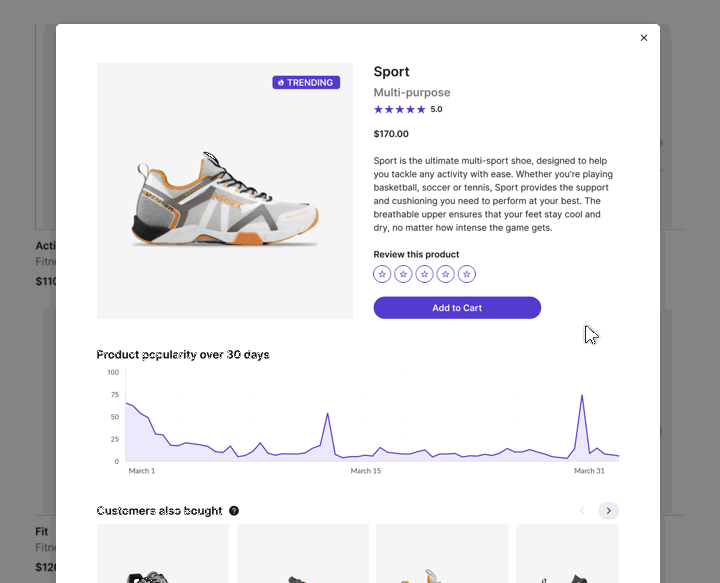 TRENDING
Sport
Multi-purpose
5.0
$170.00
Sport is the ultimate multi-sport shoe, designed to help
you tackle any activity with ease. Whether you're playing
basketball, soccer or tennis, Sport provides the support
and cushioning you need to perform at your best. The
breathable upper ensures that your feet stay cool and
dry, no matter how intense the game gets.
Review this product
Add to Cart
Acti
Fitne
$110
Product popularity over 30 days
100
75
50
25
0
March 1
March 15
March 31
Customers also bought ?
Fit
Fitne
$120